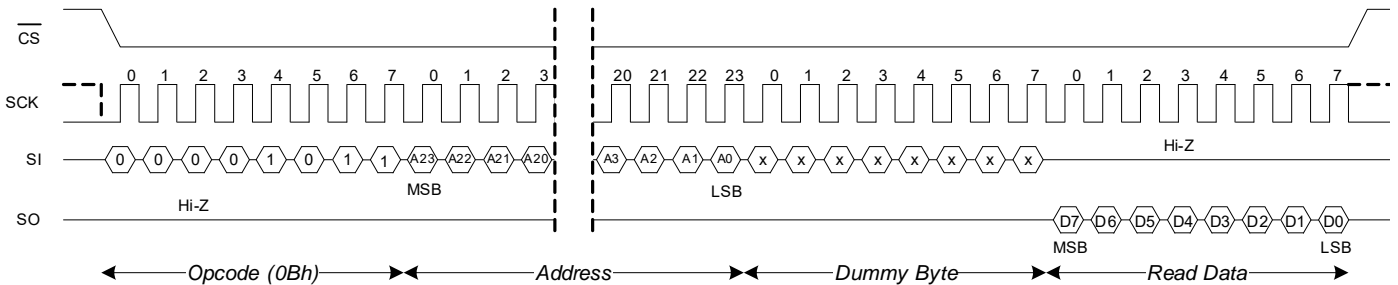 CS
0 1 2 3 4 5 6 7 0 1 2 3 20 21 22 23 0 1 2 3 4 5 6 7 0 1 2 3 4 5 6 7
SCK
Hi-Z
SI 0 0 0 0 1 0 1 1 A23 A22 A21 A20 A3 A2 A1 A0 x x x x x x x x
MSB LSB
Hi-Z
SO D7 D6 D5 D4 D3 D2 D1 D0
MSB LSB
Opcode (0Bh) Address Dummy Byte Read Data